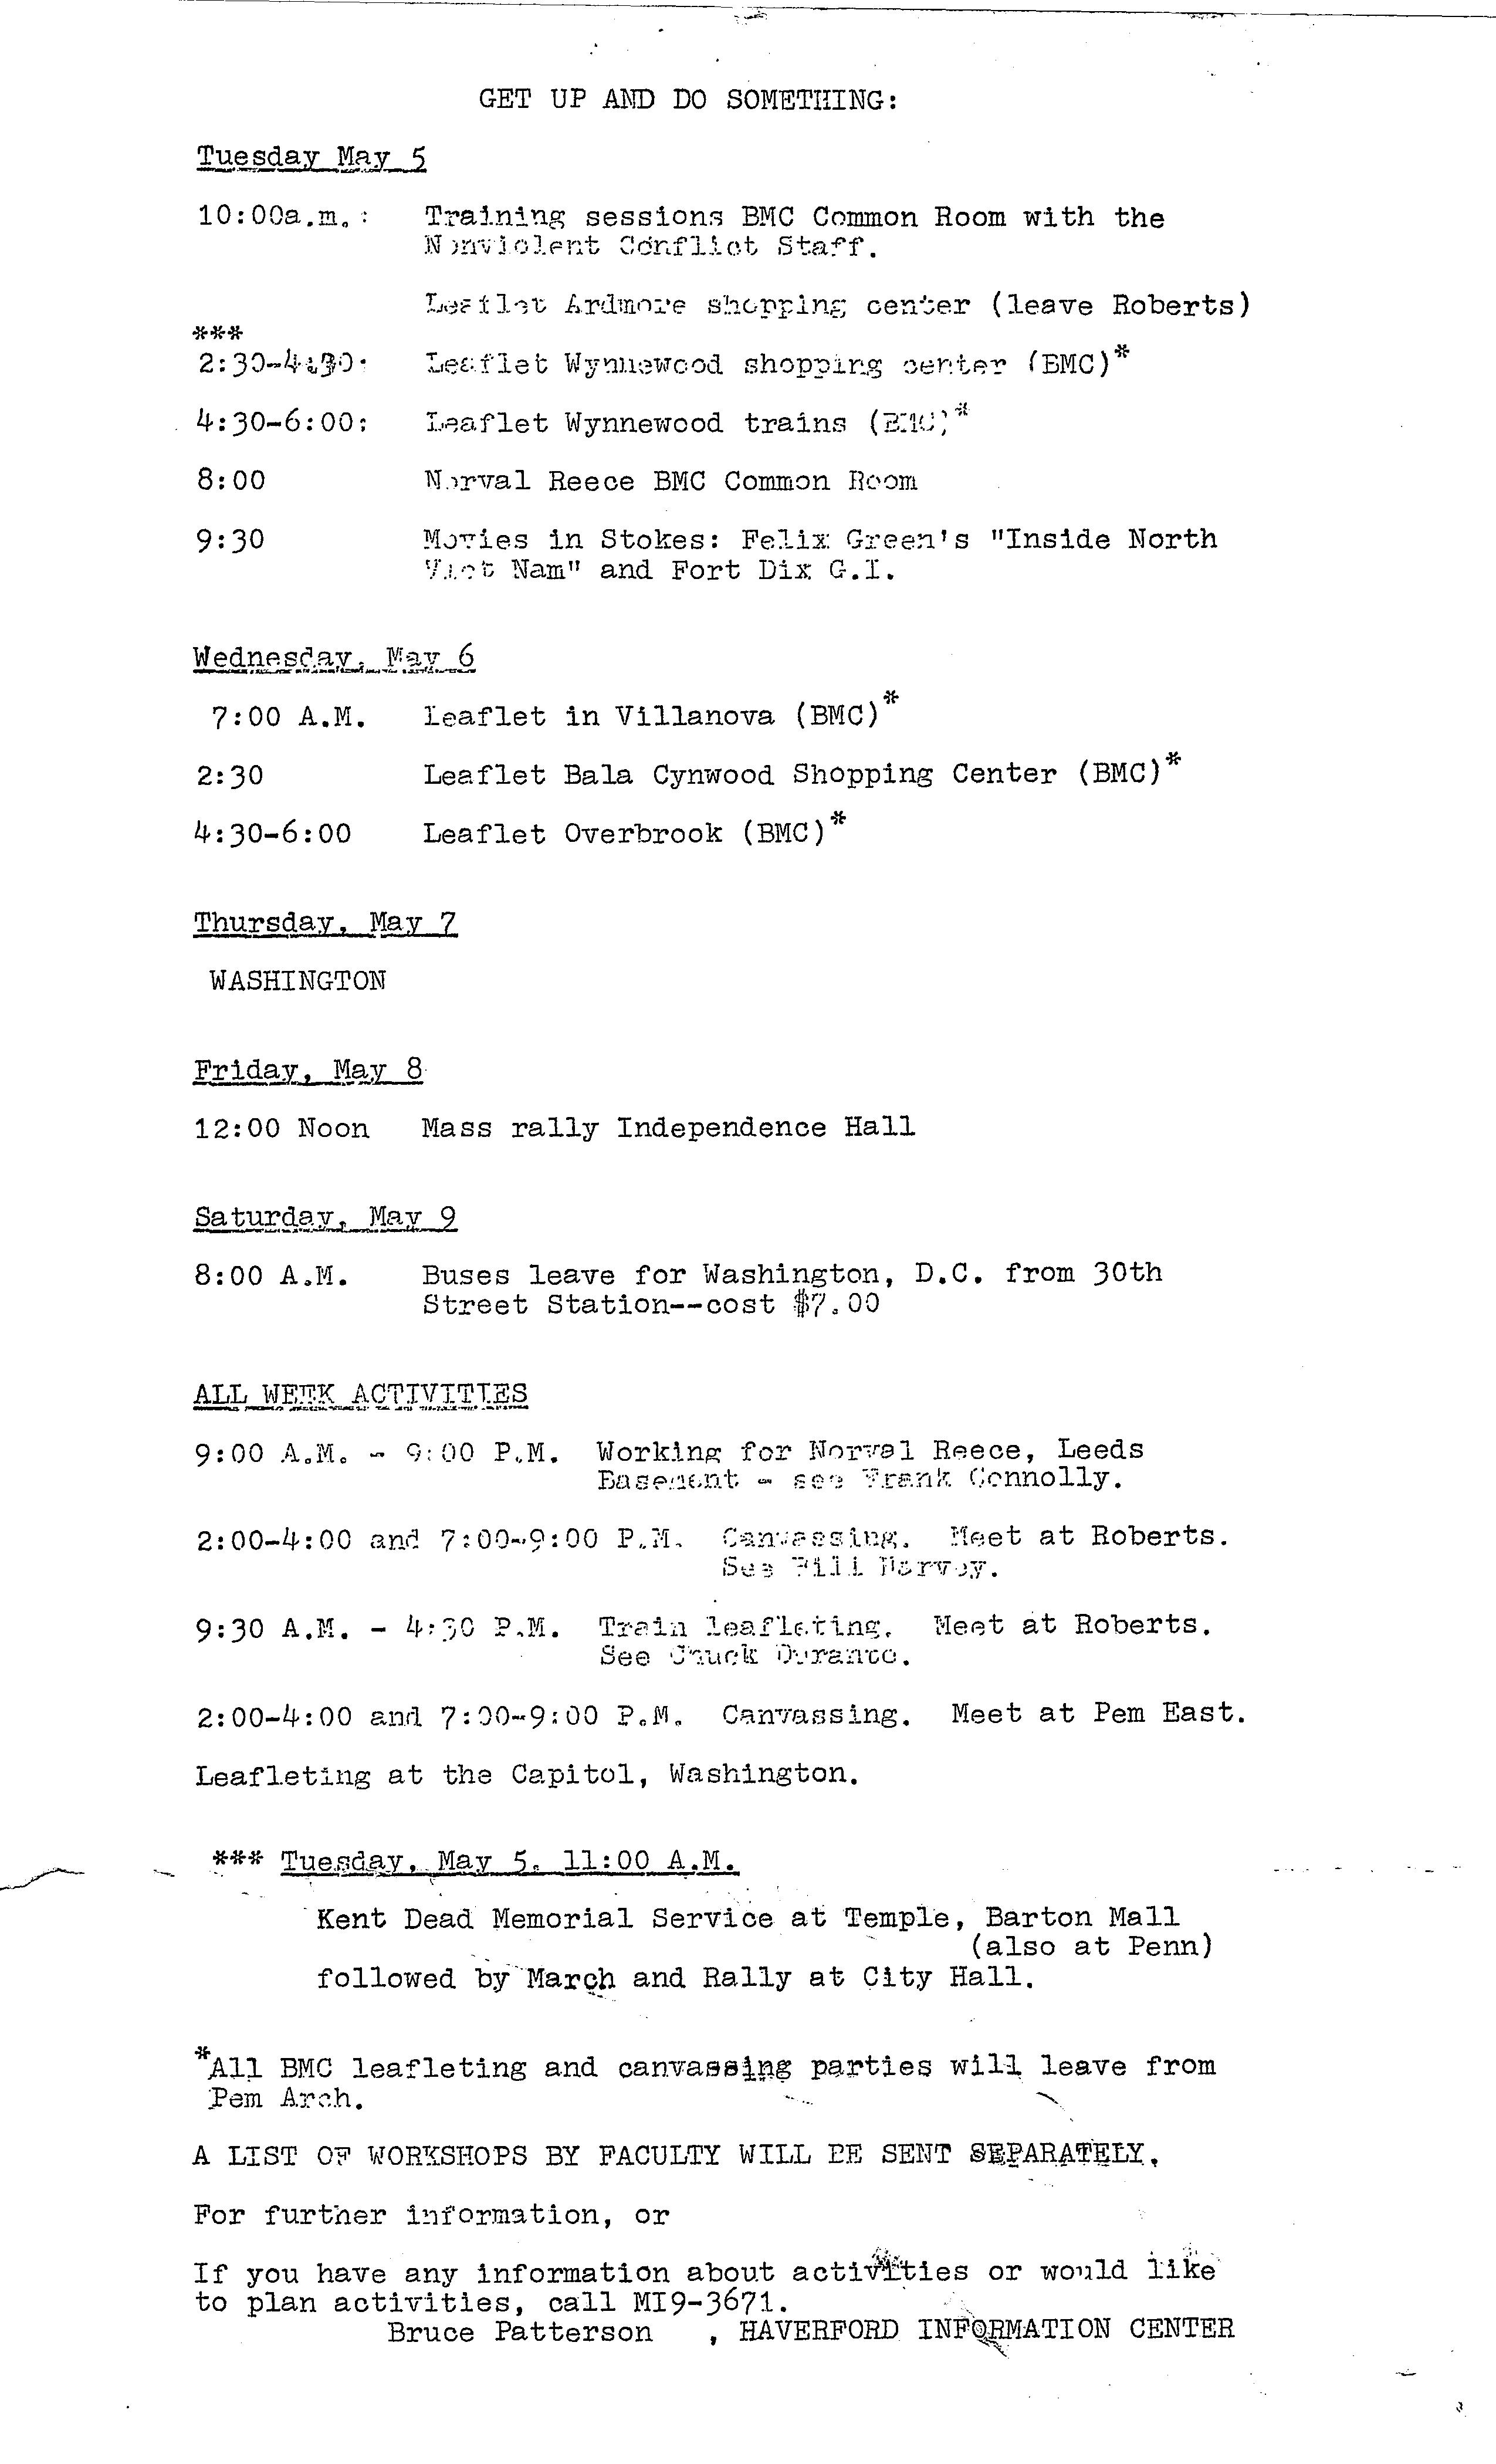 GET UP AND DO SOMETHING:
Tuesday May 5
10:00a.m.: Training sessions BMC Common Room with the
Nonviolent Conflict Staff.
Leaflet Ardmore shopping center (leave Roberts)
***
2:30-4:30: Leaflet Wynnewood shopping center (BMC)*
4:30-6:00: Leaflet Wynnewood trains (BMC)*
8:00 Norval Reece BMC Common Room
9:30 Movies in Stokes: Felix Green's "Inside North
Viet Nam" and Fort Dix G.I.
Wednesday, May 6
7:00 A.M. Leaflet in Villanova (BMC)*
2:30 Leaflet Bala Cynwood Shopping Center (BMC)*
4:30-6:00 Leaflet Overbrook (BMC)*
Thursday, May 7
WASHINGTON
Friday, May 8
12:00 Noon Mass rally Independence Hall
Saturday, May 9
8:00 A.M. Buses leave for Washington, D.C. from 30th
Street Station--cost $7.00
ALL WEEK ACTIVITIES
9:00 A.M. - 9:00 P.M. Working for Norval Reece, Leeds
Basement - see Frank Connolly.
2:00-4:00 and 7:00-9:00 P.M. Canvassing. Meet at Roberts.
See Bill Harvey.
9:30 A.M. - 4:30 P.M. Train leafleting. Meet at Roberts.
See Chuck Durante.
2:00-4:00 and 7:00-9:00 P.M. Canvassing. Meet at Pem East.
Leafleting at the Capitol, Washington.
*** Tuesday, May 5, 11:00 A.M.
Kent Dead Memorial Service at Temple, Barton Mall
(also at Penn)
followed by March and Rally at City Hall.
*All BMC leafleting and canvassing parties will leave from
Pem Arch.
A LIST OF WORKSHOPS BY FACULTY WILL BE SENT SEPARATELY.
For further information, or
If you have any information about activities or would like
to plan activities, call MI9-3671.
Bruce Patterson , HAVERFORD INFORMATION CENTER